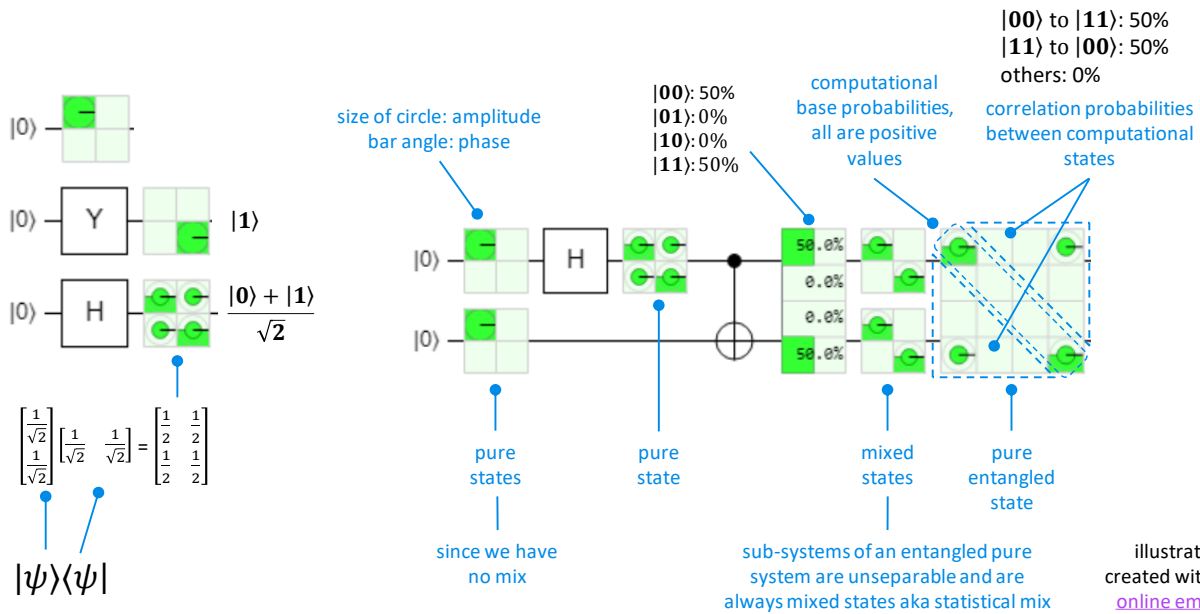 |00⟩ to |11⟩: 50%
|11⟩ to |00⟩: 50%
others: 0%
|00⟩: 50%
|01⟩: 0%
|10⟩: 0%
|11⟩: 50%
computational
base probabilities,
all are positive
values
correlation probabilities
between computational
states
size of circle: amplitude
bar angle: phase
|0⟩
|0⟩ Y |1⟩
|0⟩ H |0⟩ + |1⟩
√2
|0⟩ H
|0⟩
50.0%
0.0%
0.0%
50.0%
[1/√2 1/√2] [1/√2 1/√2] = [1/2 1/2 1/2 1/2]
|ψ⟩⟨ψ|
pure
states
pure
state
mixed
states
pure
entangled
state
since we have
no mix
sub-systems of an entangled pure
system are unseparable and are
always mixed states aka statistical mix
illustrat
created wit
online em